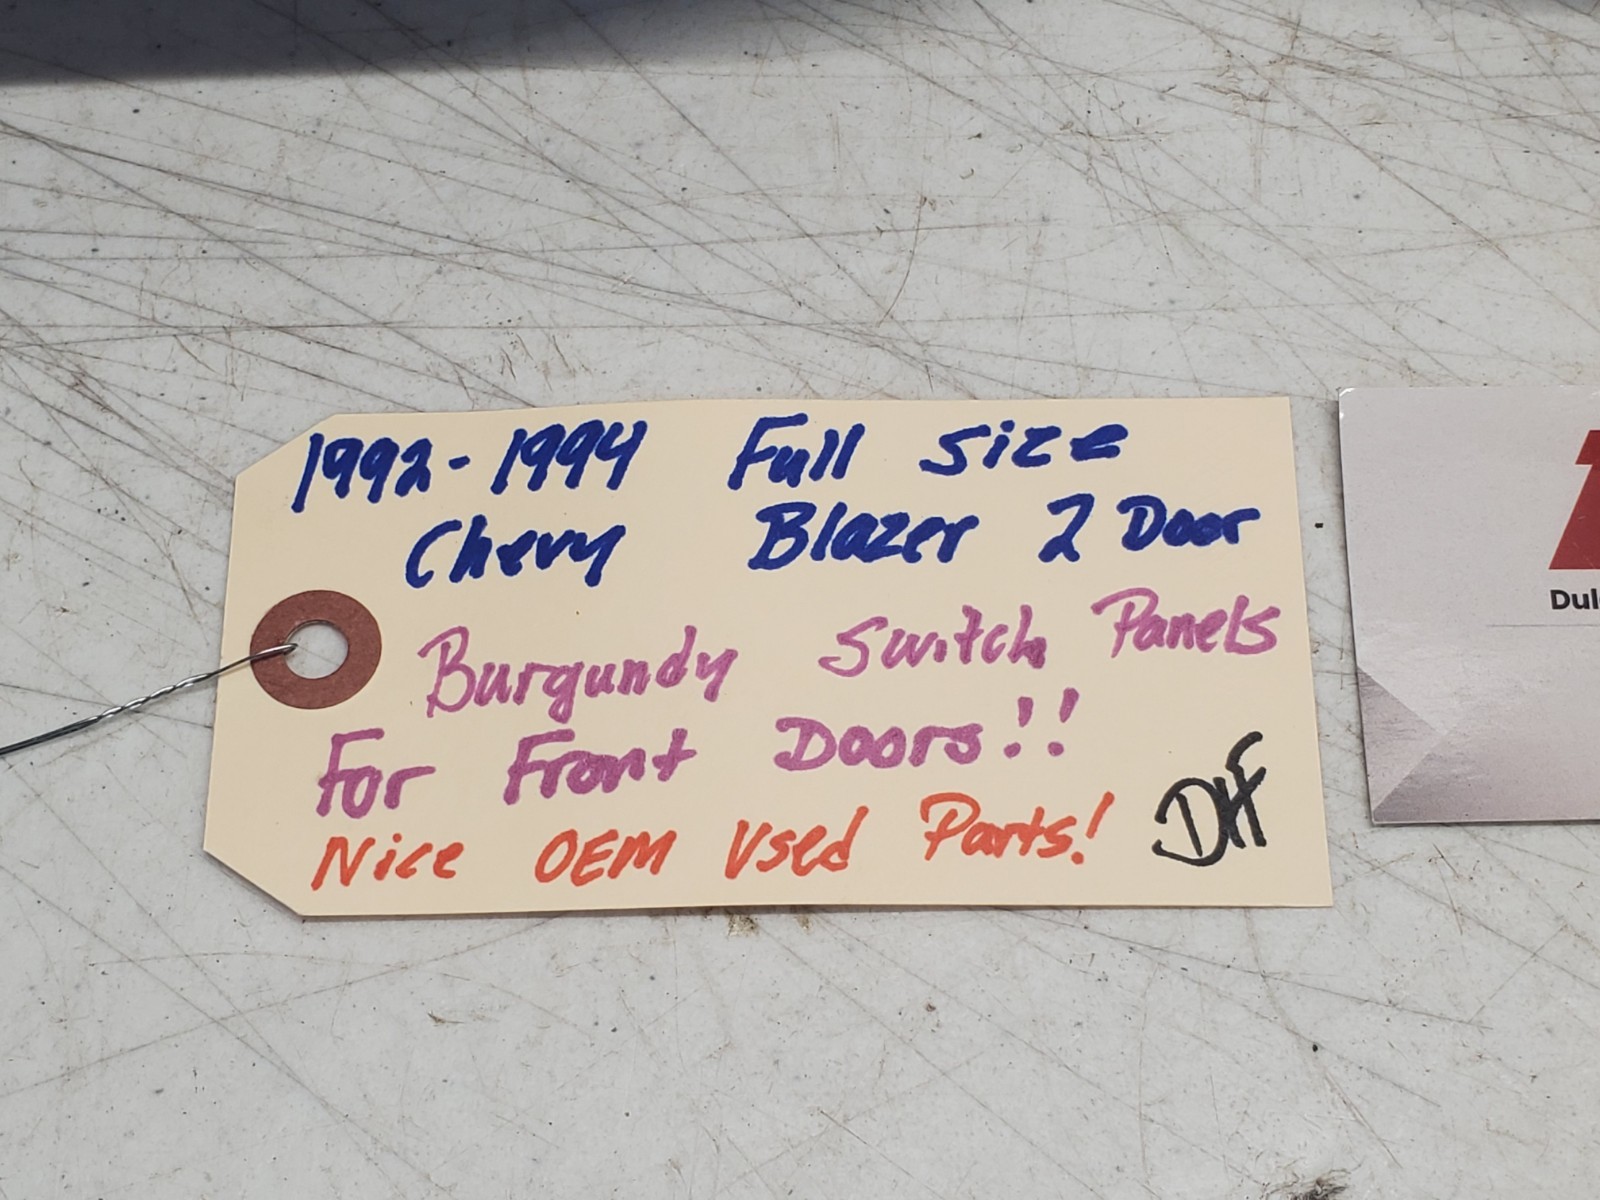 1992-1994 Full Size
Chevy Blazer 2 Door
Burgundy Switch Panels
For Front Doors!!
Nice OEM Used Parts!
DHF
Dul